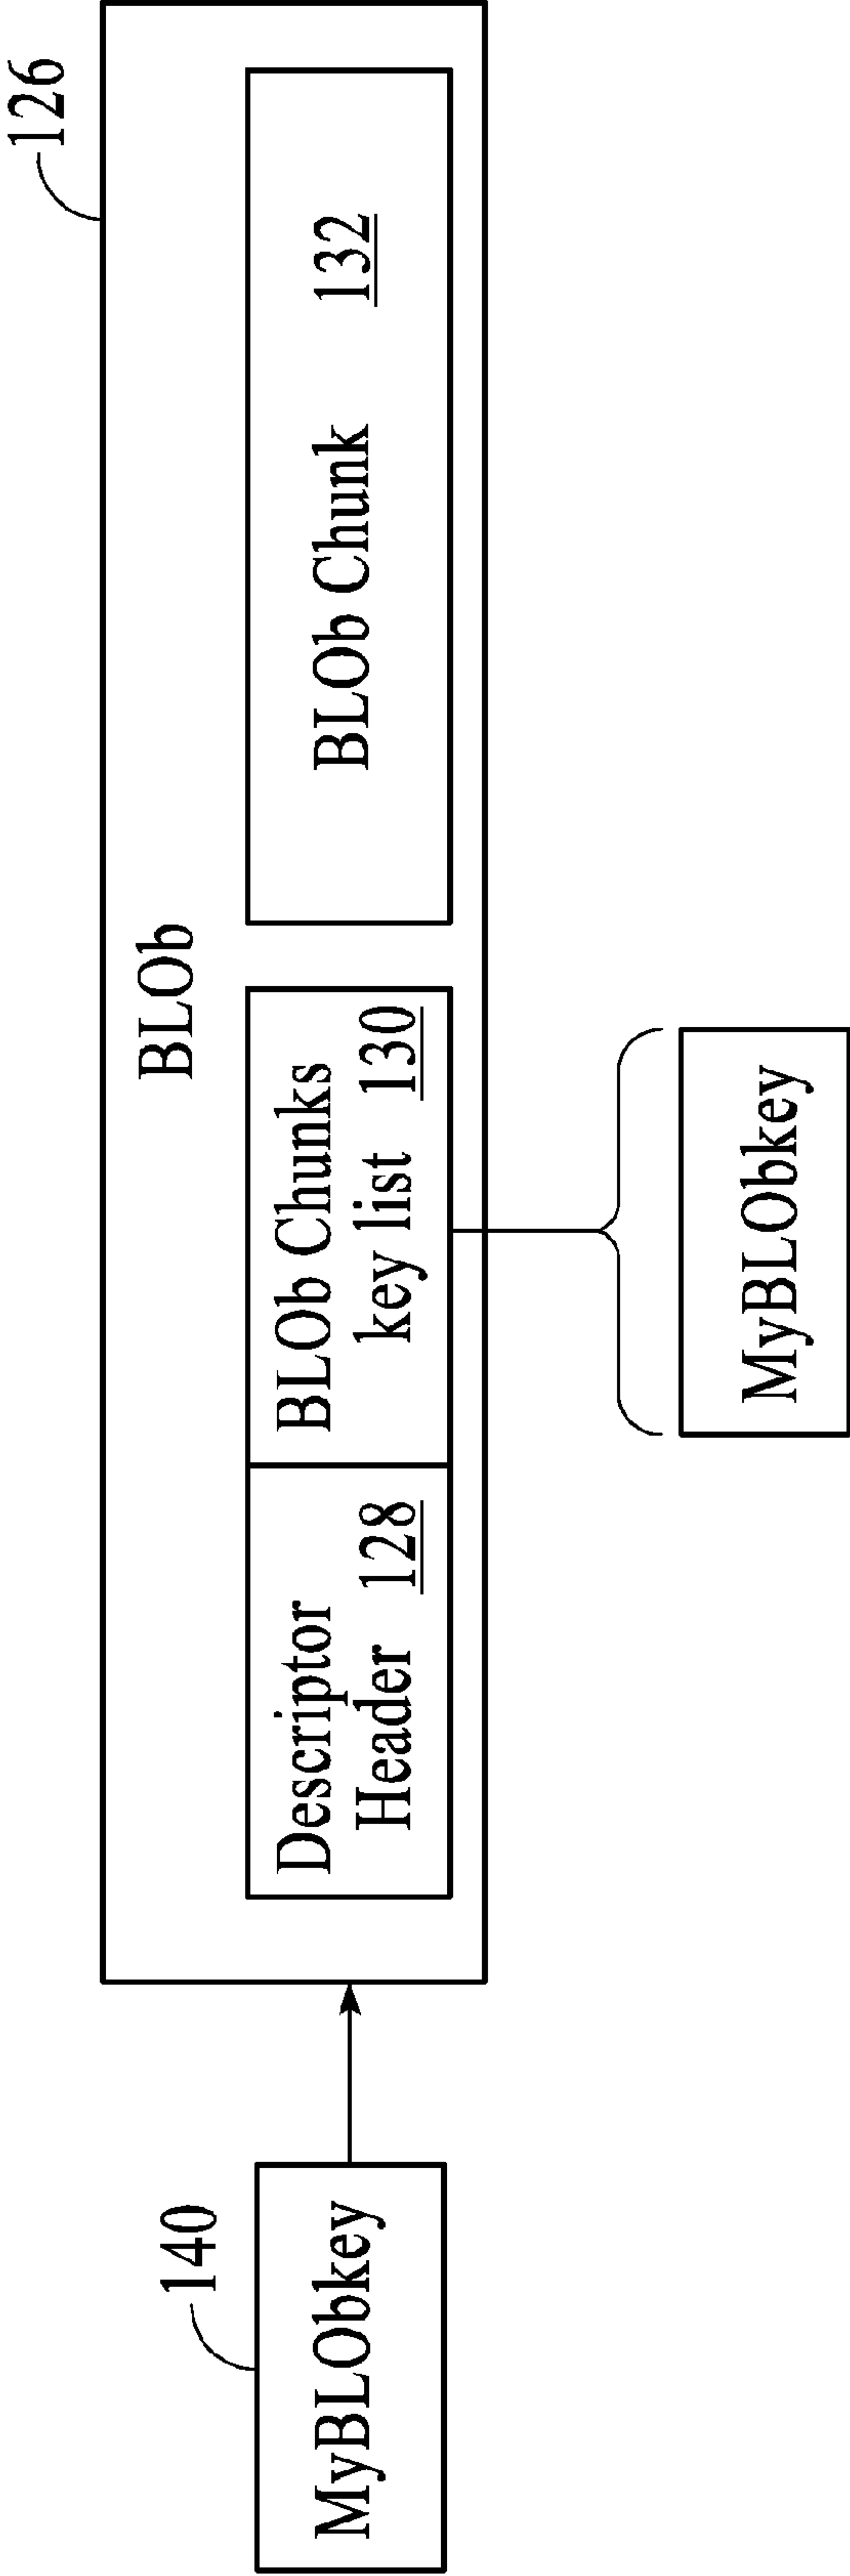 126
BLOb
140
MyBLObkey
Descriptor
Header 128
BLOb Chunks
key list 130
BLOb Chunk 132
MyBLObkey